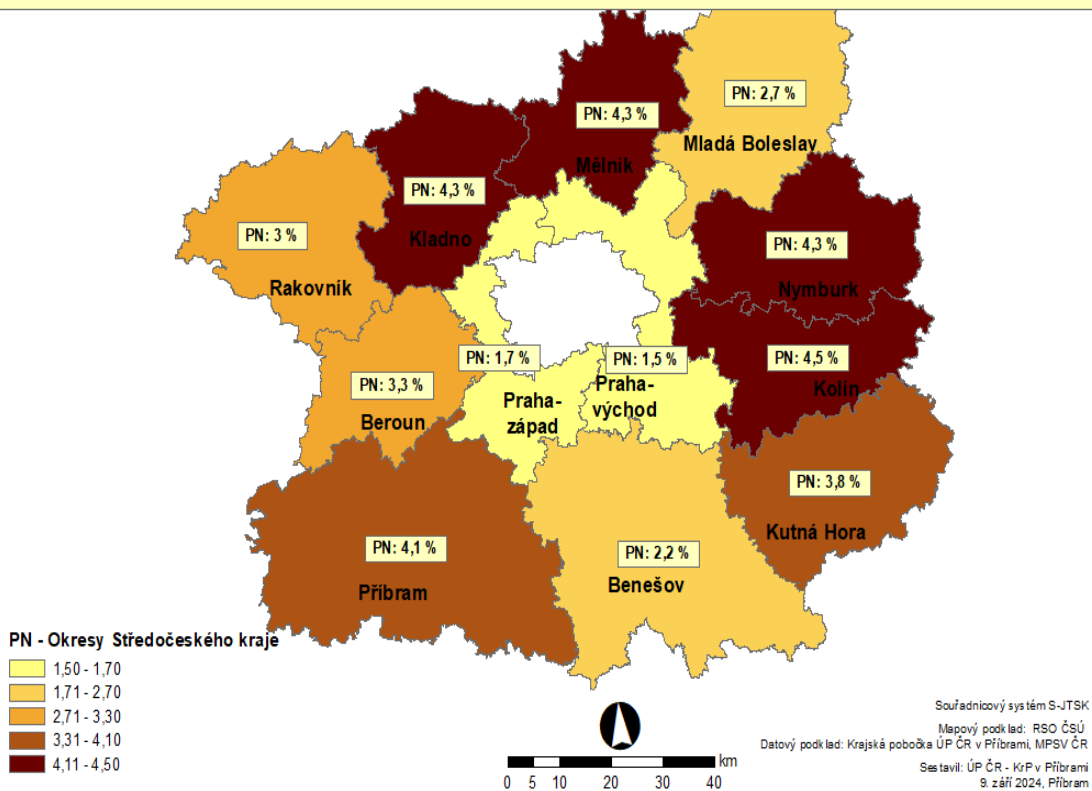 PN: 2,7 %
Mladá Boleslav
PN: 4,3 %
Mělník
PN: 4,3 %
Kladno
PN: 3 %
Rakovník
PN: 4,3 %
Nymburk
PN: 1,7 %
Praha-
západ
PN: 1,5 %
Praha-
východ
PN: 4,5 %
Kolín
PN: 3,3 %
Beroun
PN: 3,8 %
Kutná Hora
PN: 4,1 %
Příbram
PN: 2,2 %
Benešov
PN - Okresy Středočeského kraje
1,50 - 1,70
1,71 - 2,70
2,71 - 3,30
3,31 - 4,10
4,11 - 4,50
km
0 5 10 20 30 40
Souřadnicový systém S-JTSK
Mapový podklad: RSO ČSÚ
Datový podklad: Krajská pobočka ÚP ČR v Příbrami, MPSV ČR
Sestavil: ÚP ČR - KrP v Příbrami
9. září 2024, Příbram